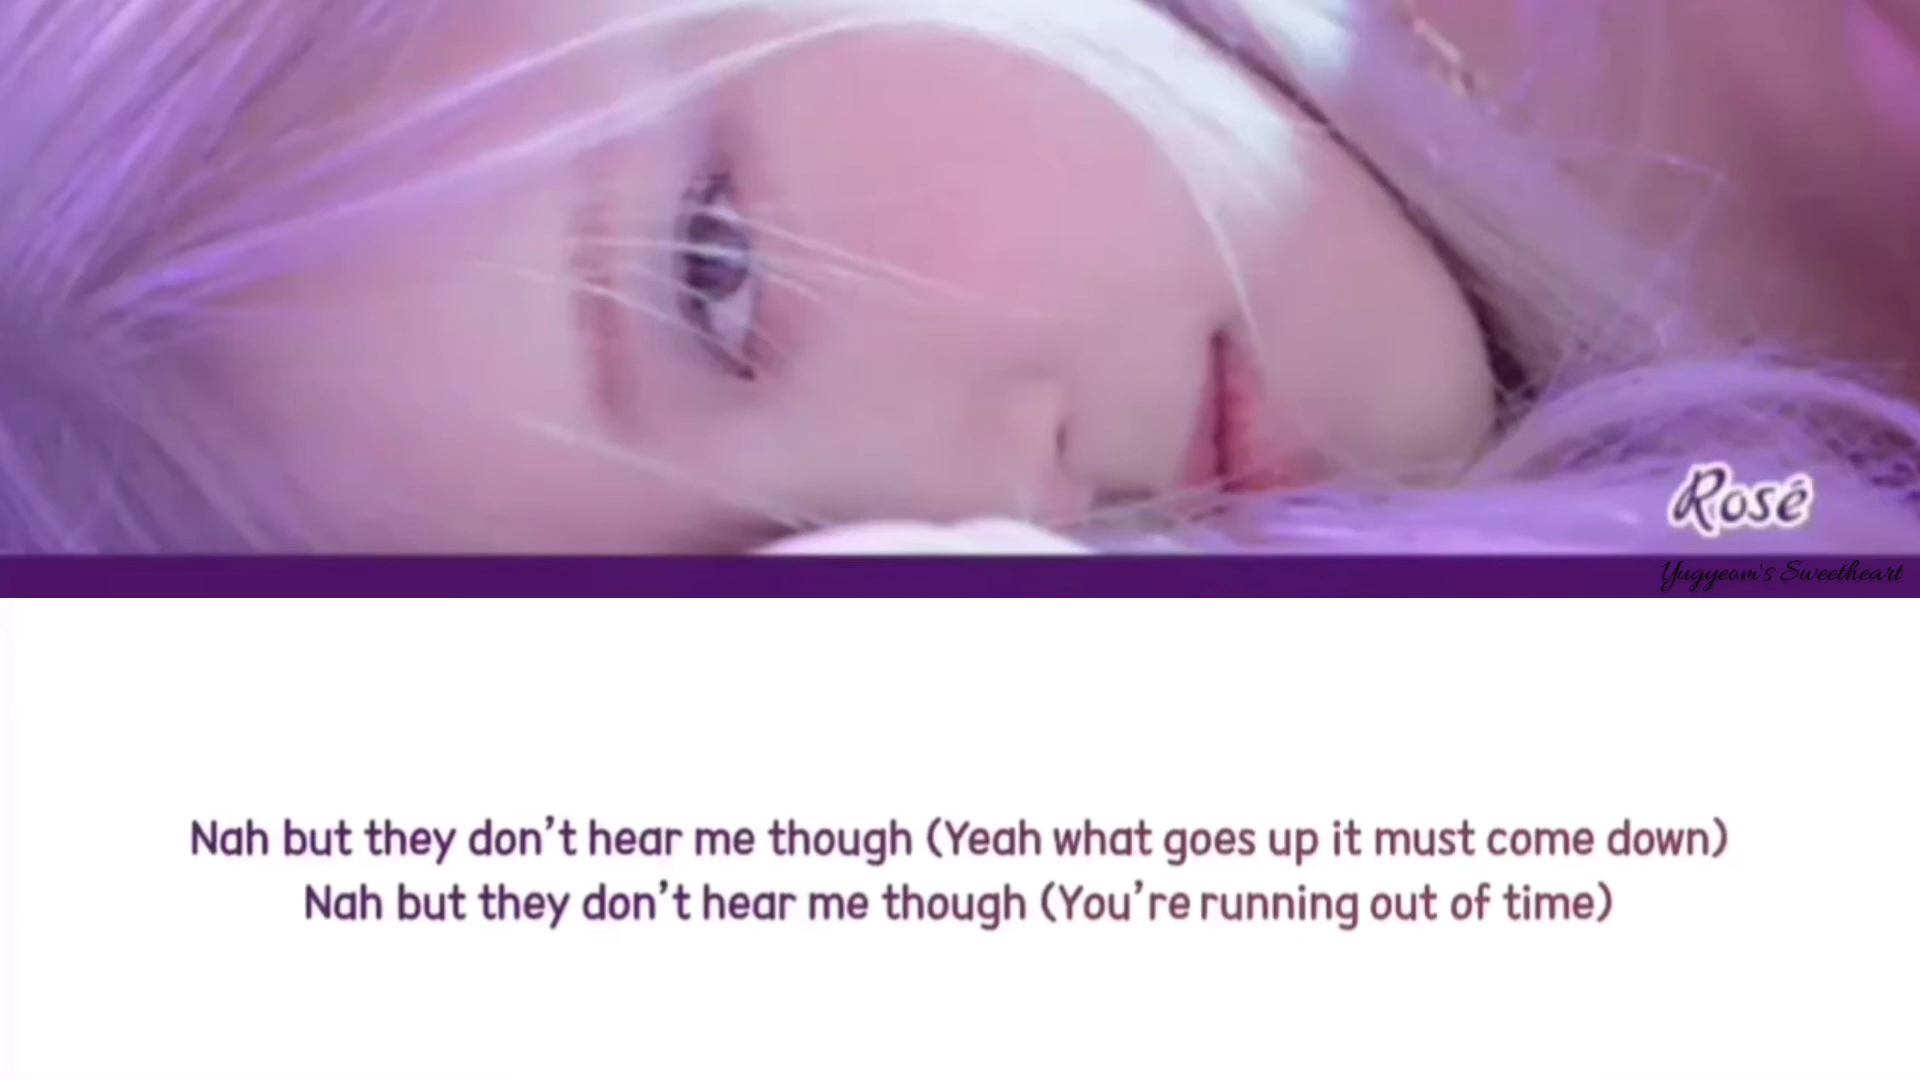 Rosé
Yugyeom's Sweetheart
Nah but they don't hear me though (Yeah what goes up it must come down)
Nah but they don't hear me though (You're running out of time)